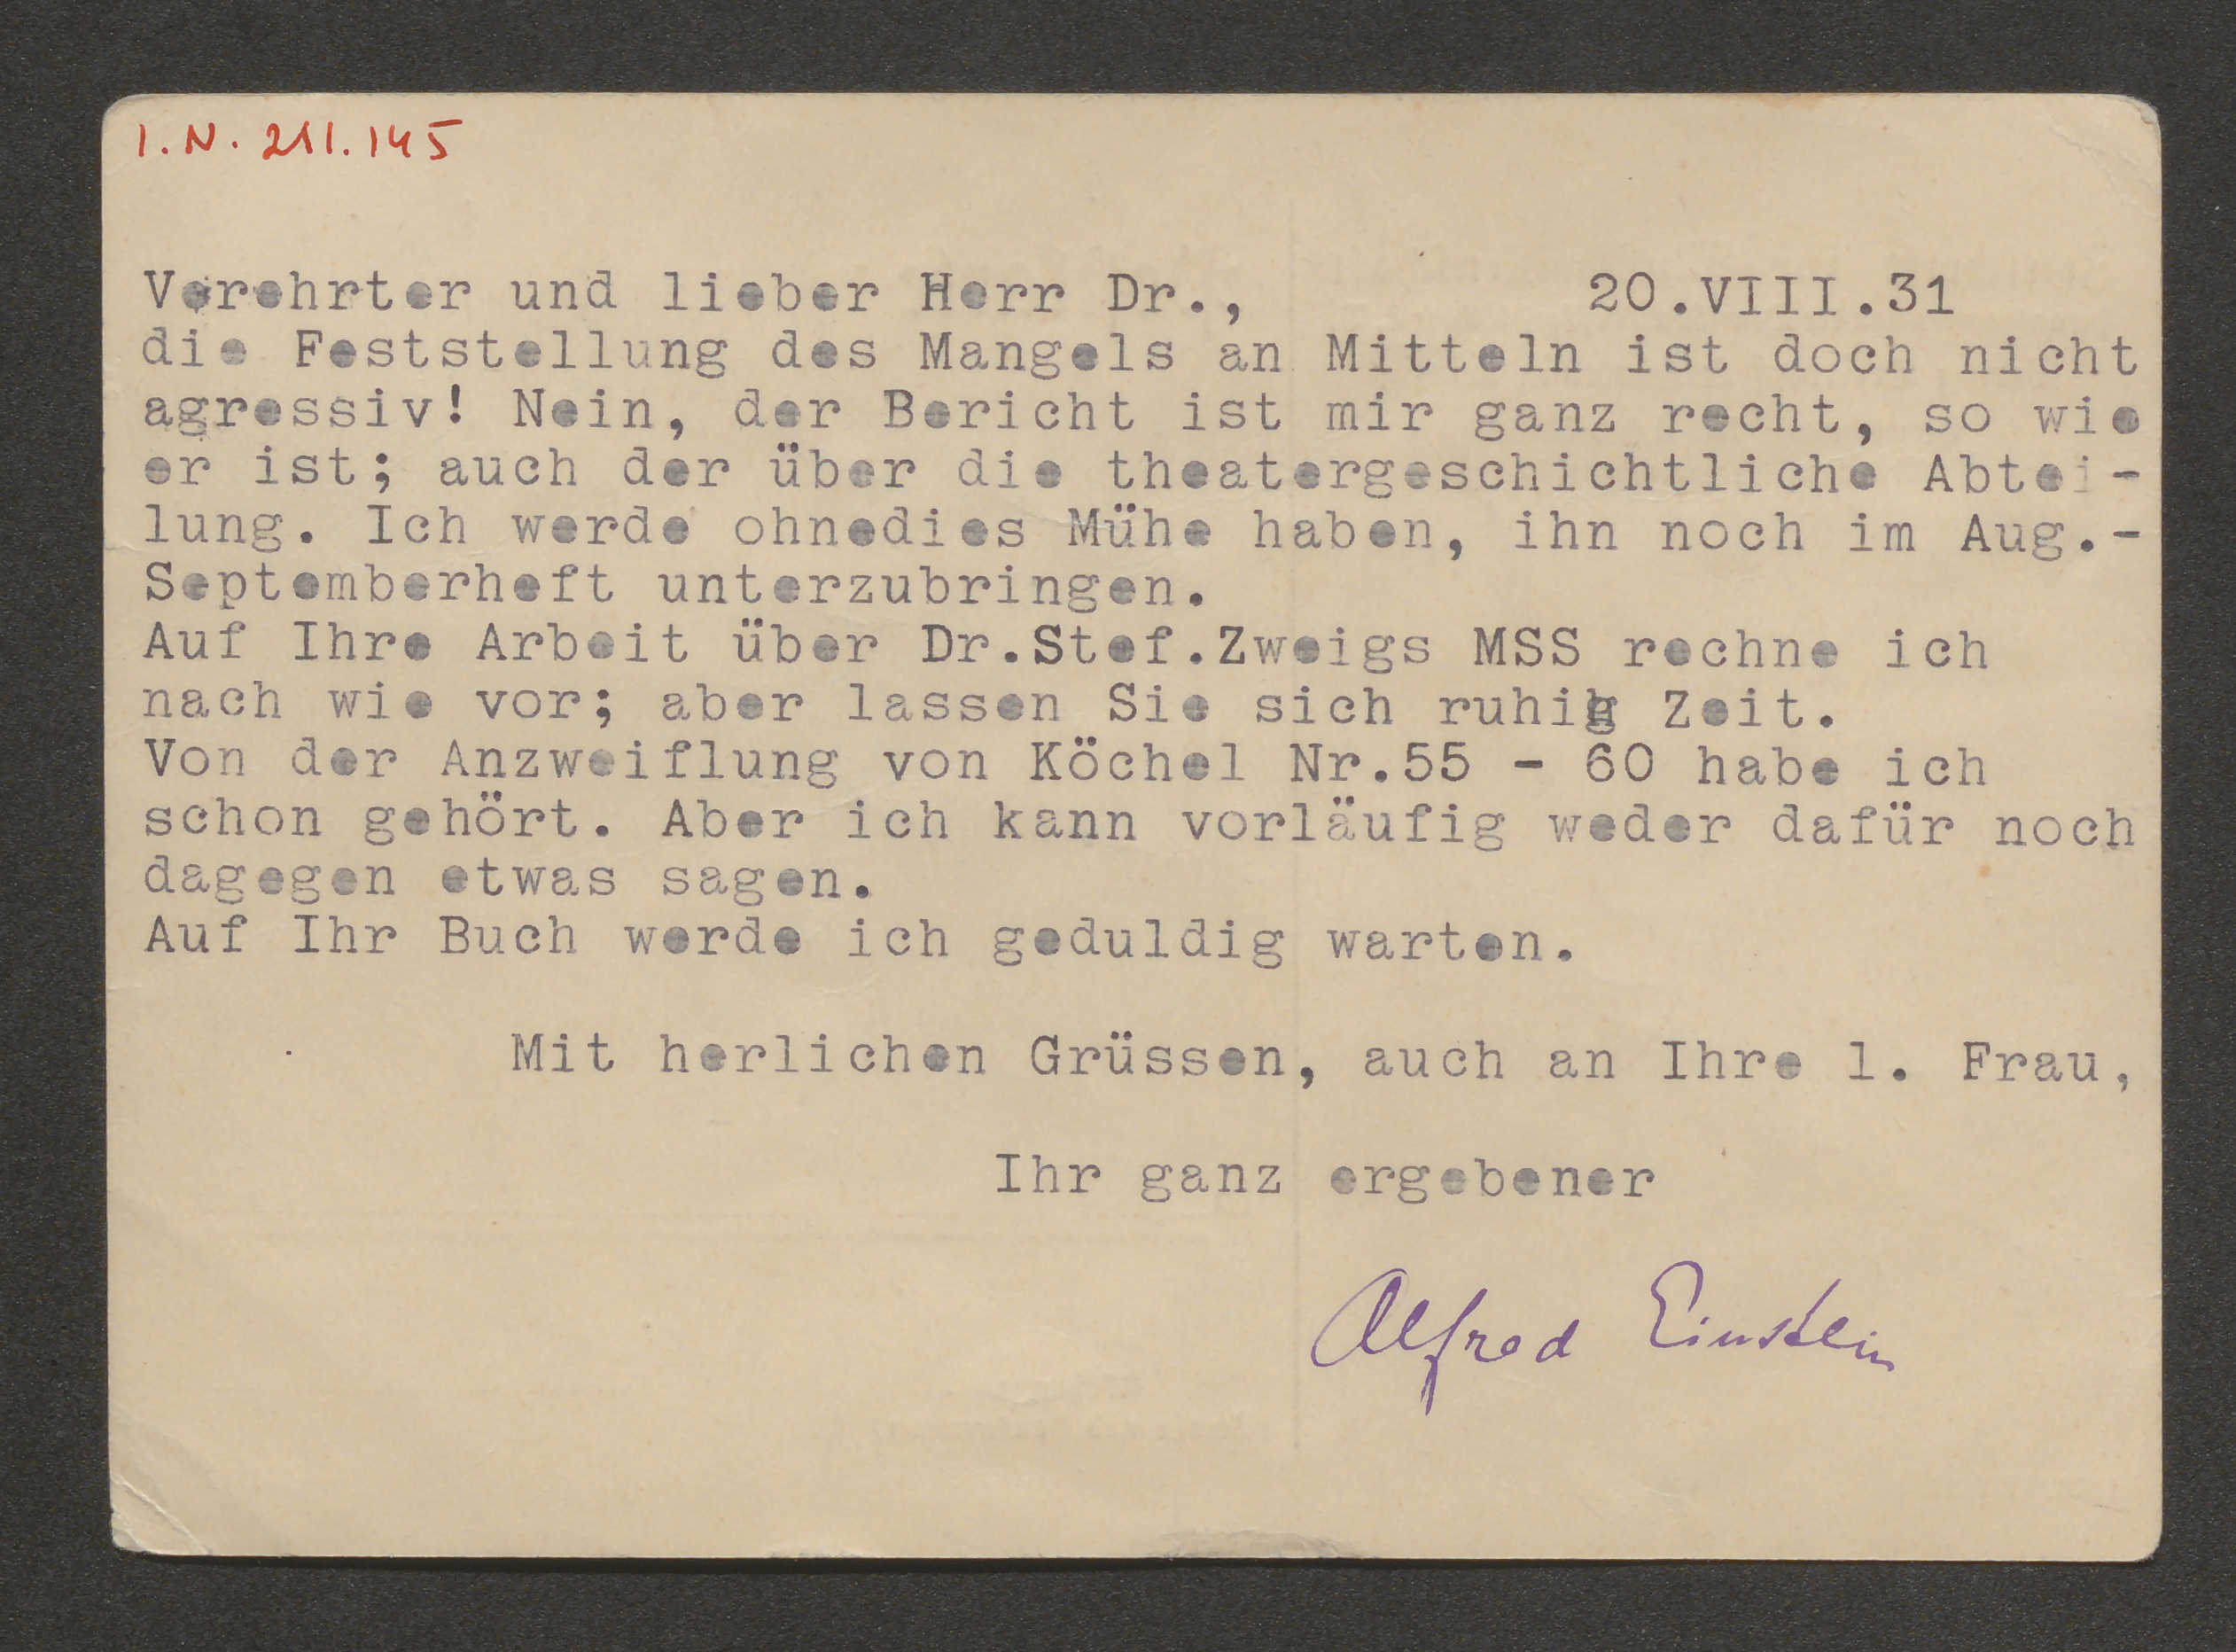 I.N. 211.145
Verehrter und lieber Herr Dr., 20.VIII.31
die Feststellung des Mangels an Mitteln ist doch nicht
agressiv! Nein, der Bericht ist mir ganz recht, so wie
er ist; auch der über die theatergeschichtliche Abtei-
lung. Ich werde ohnedies Mühe haben, ihn noch im Aug.-
Septemberheft unterzubringen.
Auf Ihre Arbeit über Dr.Stef.Zweigs MSS rechne ich
nach wie vor; aber lassen Sie sich ruhig Zeit.
Von der Anzweiflung von Köchel Nr.55 - 60 habe ich
schon gehört. Aber ich kann vorläufig weder dafür noch
dagegen etwas sagen.
Auf Ihr Buch werde ich geduldig warten.
Mit herlichen Grüssen, auch an Ihre l. Frau,
Ihr ganz ergebener
Alfred Einstein